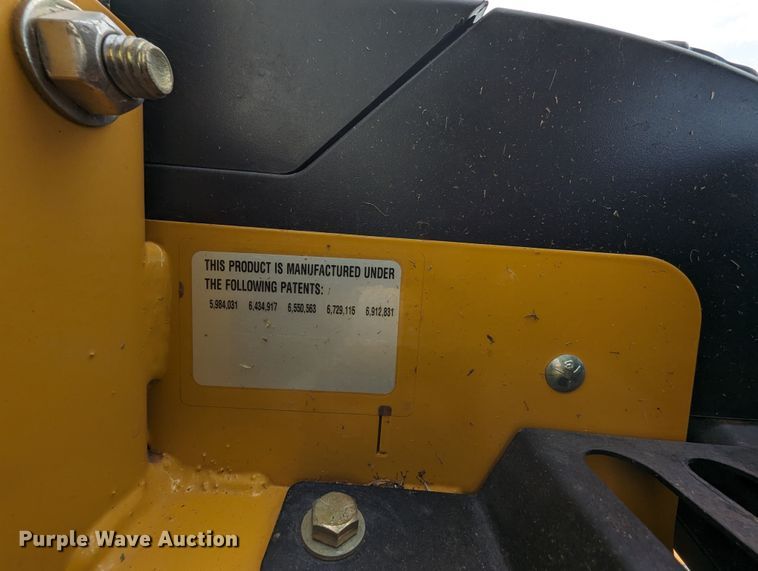 THIS PRODUCT IS MANUFACTURED UNDER
THE FOLLOWING PATENTS:
5,984,031 6,434,917 6,550,563 6,729,115 6,912,831
Purple Wave Auction